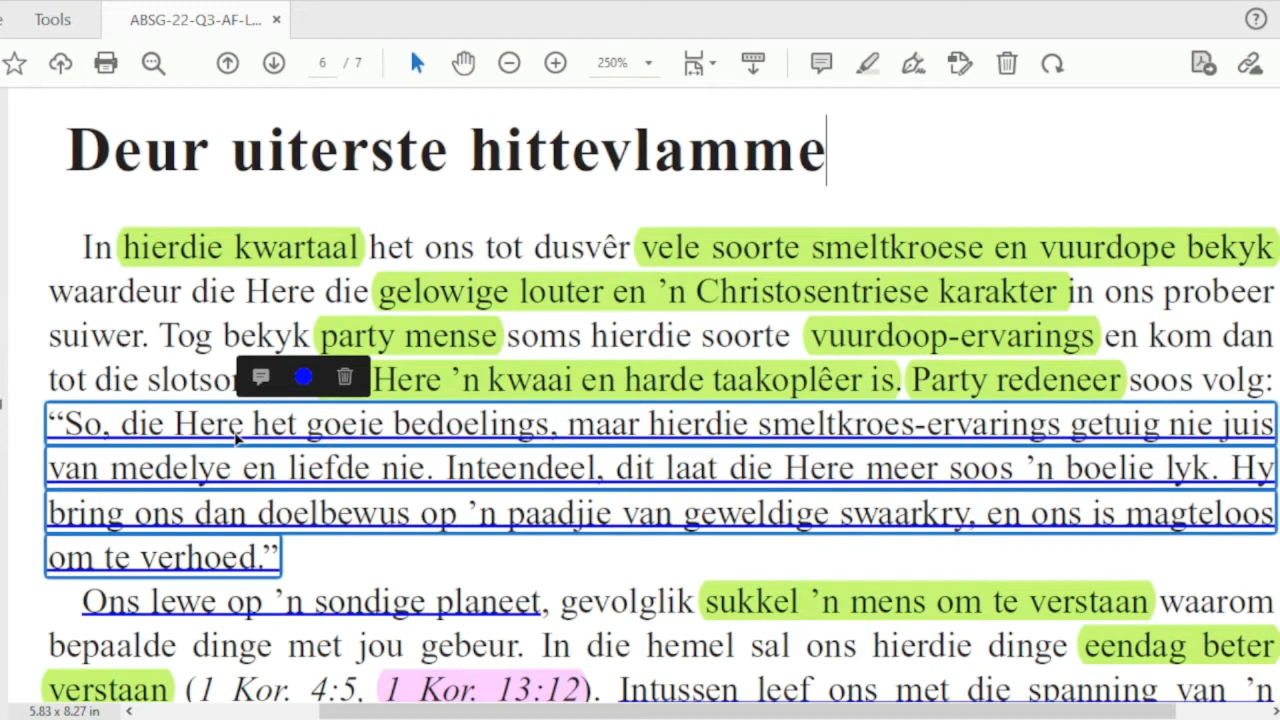 Tools
ABSG-22-Q3-AF-L... ×
6 / 7
250%
Deur uiterste hittevlamme
In hierdie kwartaal het ons tot dusvêr vele soorte smeltkroese en vuurdope bekyk
waardeur die Here die gelowige louter en ’n Christosentriese karakter in ons probeer
suiwer. Tog bekyk party mense soms hierdie soorte vuurdoop-ervarings en kom dan
tot die Here ’n kwaai en harde taakoplêer is. Party redeneer soos volg:
“So, die Here het goeie bedoelings, maar hierdie smeltkroes-ervarings getuig nie juis
van medelye en liefde nie. Inteendeel, dit laat die Here meer soos ’n boelie lyk. Hy
bring ons dan doelbewus op ’n paadjie van geweldige swaarkry, en ons is magteloos
om te verhoed.”
Ons lewe op ’n sondige planeet, gevolglik sukkel ’n mens om te verstaan waarom
bepaalde dinge met jou gebeur. In die hemel sal ons hierdie dinge eendag beter
verstaan (1 Kor. 4:5, 1 Kor. 13:12). Intussen leef ons met die spanning van ’n
5.83 x 8.27 in